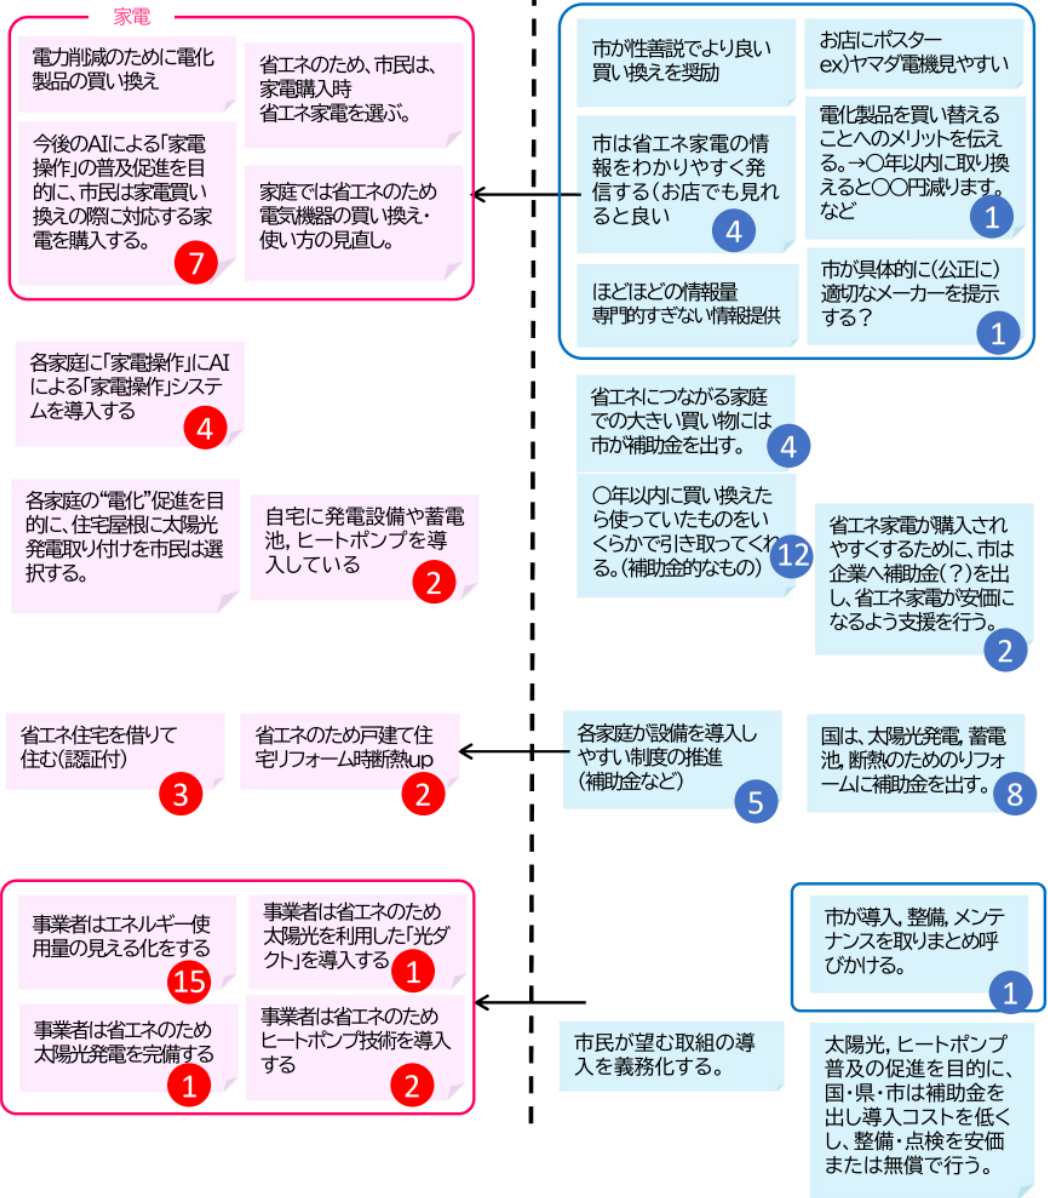 家電
電力削減のために電化
製品の買い換え
省エネのため、市民は、
家電購入時
省エネ家電を選ぶ。
今後のAIによる「家電
操作」の普及促進を目
的に、市民は家電買い
換えの際に対応する家
電を購入する。
7
家庭では省エネのため
電気機器の買い換え・
使い方の見直し。
市が性善説でより良い
買い換えを奨励
お店にポスター
ex)ヤマダ電機見やすい
市は省エネ家電の情
報をわかりやすく発
信する(お店でも見れ
ると良い
4
電化製品を買い替える
ことへのメリットを伝え
る。→〇年以内に取り換
えると〇〇円減ります。
など
1
ほどほどの情報量
専門的すぎない情報提供
市が具体的に(公正に)
適切なメーカーを提示
する？
1
各家庭に「家電操作」にAI
による「家電操作」システ
ムを導入する
4
省エネにつながる家庭
での大きい買い物には
市が補助金を出す。
4
各家庭の“電化”促進を目
的に、住宅屋根に太陽光
発電取り付けを市民は選
択する。
自宅に発電設備や蓄電
池，ヒートポンプを導
入している
2
〇年以内に買い換えた
ら使っていたものをい
くらかで引き取ってくれ
る。(補助金的なもの)
12
省エネ家電が購入され
やすくするために、市は
企業へ補助金(？)を出
し、省エネ家電が安価に
なるよう支援を行う。
2
省エネ住宅を借りて
住む(認証付)
3
省エネのため戸建て住
宅リフォーム時断熱up
2
各家庭が設備を導入し
やすい制度の推進
(補助金など)
5
国は、太陽光発電，蓄電
池，断熱のためのリフォ
ームに補助金を出す。
8
事業者はエネルギー使
用量の見える化をする
15
事業者は省エネのため
太陽光を利用した「光ダ
クト」を導入する
1
事業者は省エネのため
太陽光発電を完備する
1
事業者は省エネのため
ヒートポンプ技術を導入
する
2
市が導入，整備，メンテ
ナンスを取りまとめ呼
びかける。
1
市民が望む取組の導
入を義務化する。
太陽光，ヒートポンプ
普及の促進を目的に、
国・県・市は補助金を
出し導入コストを低く
し、整備・点検を安価
または無償で行う。